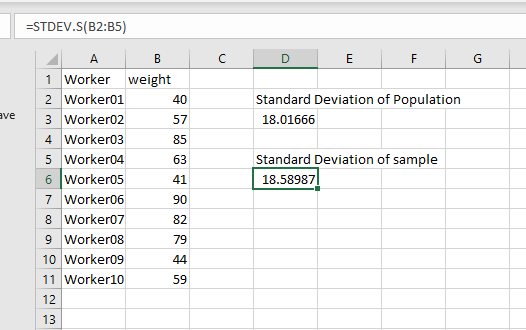 =STDEV.S(B2:B5)
A B C D E F G
1 Worker weight
2 Worker01 40 Standard Deviation of Population
ave
3 Worker02 57 18.01666
4 Worker03 85
5 Worker04 63 Standard Deviation of sample
6 Worker05 41 18.58987
7 Worker06 90
8 Worker07 82
9 Worker08 79
10 Worker09 44
11 Worker10 59
12
13